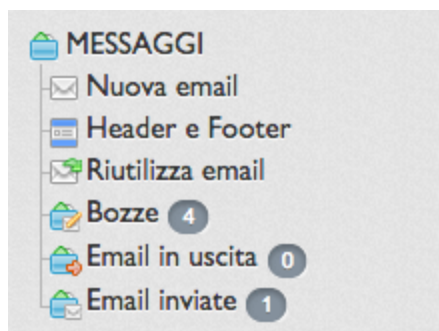 MESSAGGI
Nuova email
Header e Footer
Riutilizza email
Bozze 4
Email in uscita 0
Email inviate 1